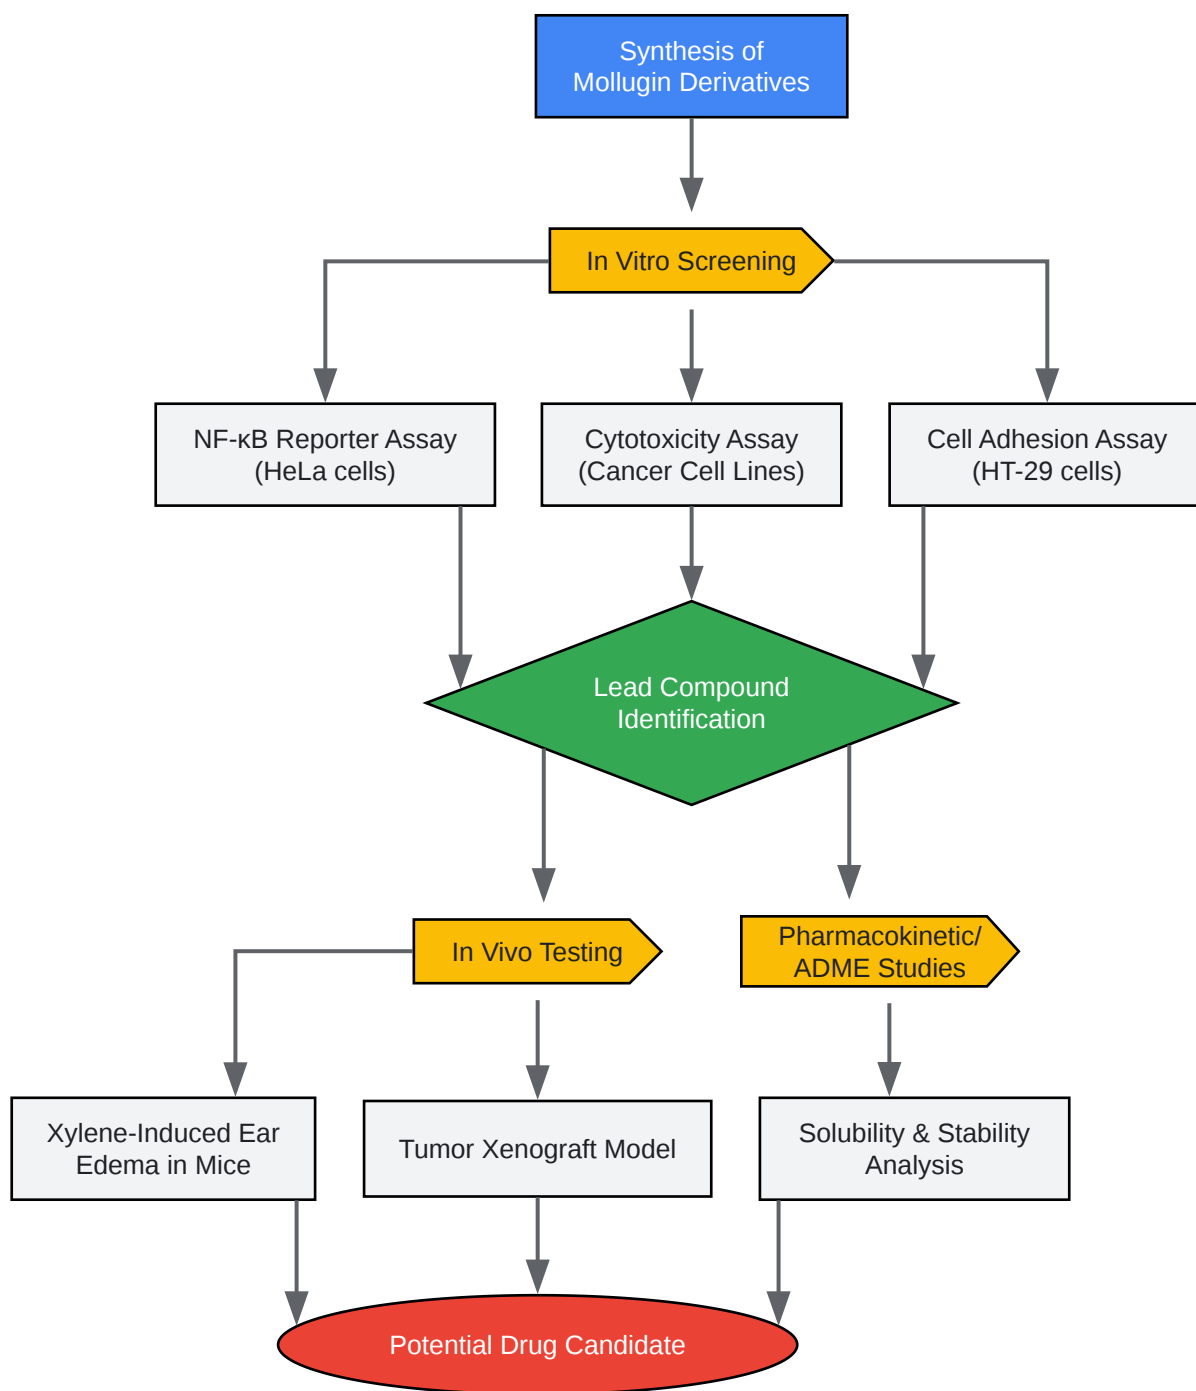 Synthesis of
Mollugin Derivatives
In Vitro Screening
NF-κB Reporter Assay
(HeLa cells)
Cytotoxicity Assay
(Cancer Cell Lines)
Cell Adhesion Assay
(HT-29 cells)
Lead Compound
Identification
In Vivo Testing
Pharmacokinetic/
ADME Studies
Xylene-Induced Ear
Edema in Mice
Tumor Xenograft Model
Solubility & Stability
Analysis
Potential Drug Candidate